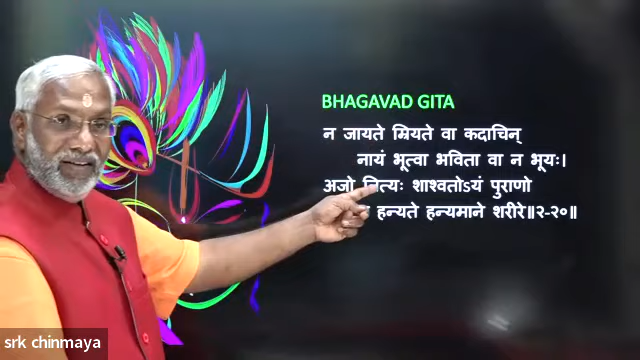 BHAGAVAD GITA
न जायते म्रियते वा कदाचिन्
नायं भूत्वा भविता वा न भूयः।
अजो नित्यः शाश्वतोऽयं पुराणो
हन्यते हन्यमाने शरीरे॥२-२०॥
srk chinmaya